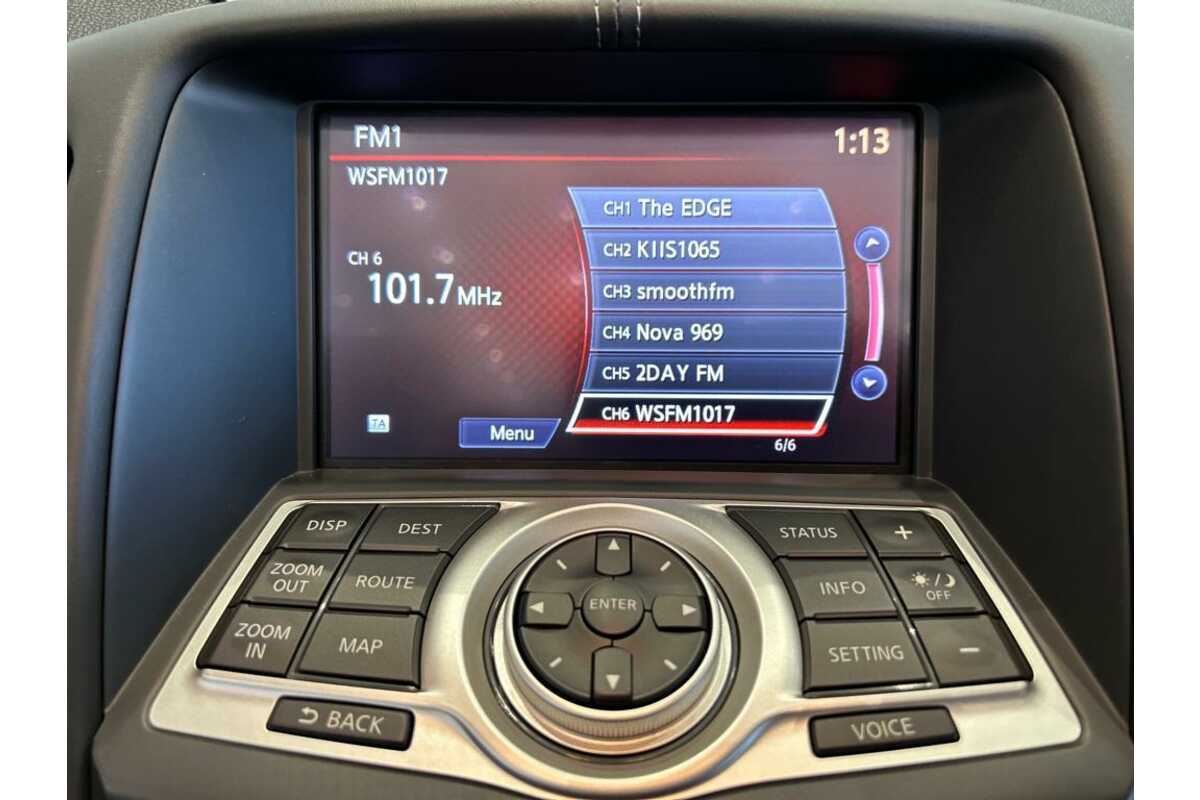 FM1
1:13
WSFM1017
CH 6
101.7 MHz
CH1 The EDGE
CH2 KIIS1065
CH3 smoothfm
CH4 Nova 969
CH5 2DAY FM
CH6 WSFM1017
6/6
TA
Menu
DISP
DEST
ZOOM OUT
ROUTE
ZOOM IN
MAP
BACK
ENTER
STATUS
+
INFO
OFF
SETTING
-
VOICE